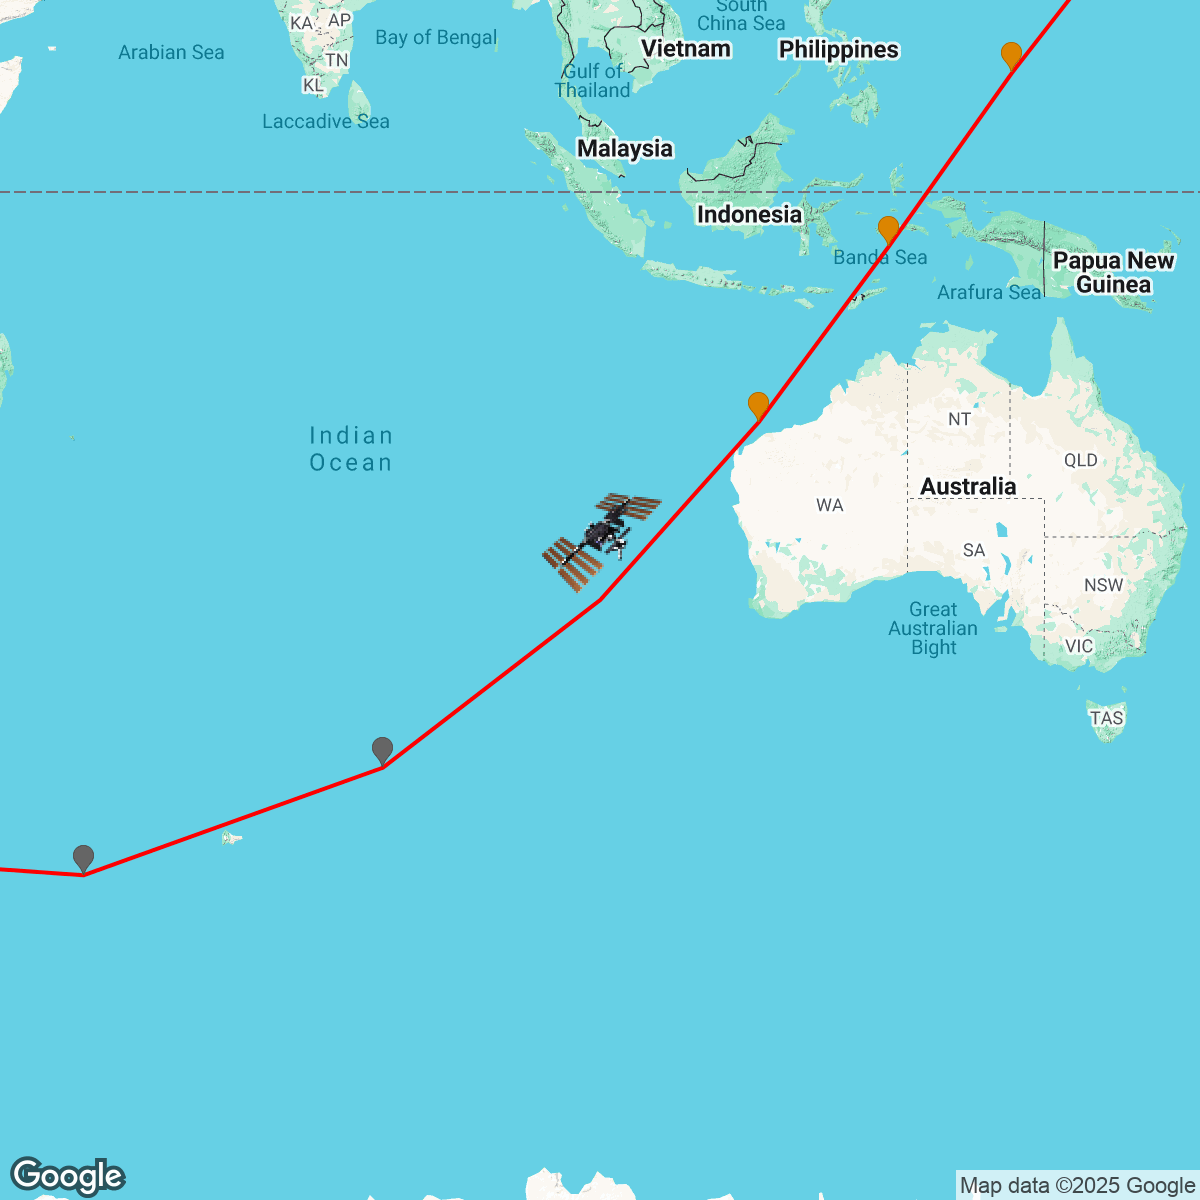 South
China Sea
KA
AP
Arabian Sea
Bay of Bengal
Vietnam
Philippines
TN
Gulf of
Thailand
KL
Laccadive Sea
Malaysia
Indonesia
Banda Sea
Papua New
Guinea
Arafura Sea
Indian
Ocean
NT
QLD
Australia
WA
SA
NSW
Great
Australian
Bight
VIC
TAS
Google
Map data ©2025 Google